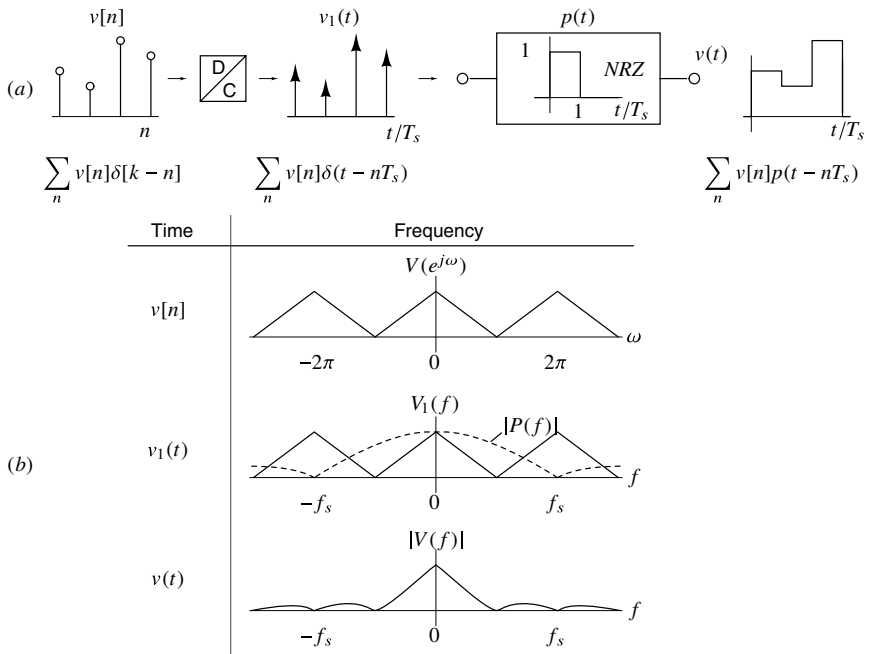 v[n] v₁(t) p(t)
(a) D/C 1 NRZ v(t)
n t/Tₛ 1 t/Tₛ t/Tₛ
∑ₙ v[n]δ[k − n] ∑ₙ v[n]δ(t − nTₛ) ∑ₙ v[n]p(t − nTₛ)
Time Frequency
V(e^{jω})
v[n] ω
−2π 0 2π
V₁(f) |P(f)|
v₁(t) f
(b)
−fₛ 0 fₛ
|V(f)|
v(t) f
−fₛ 0 fₛ